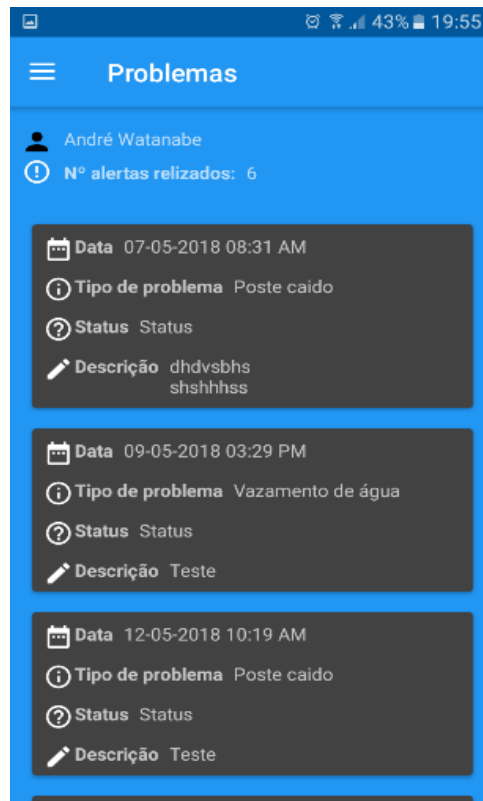 43% 19:55
Problemas
André Watanabe
Nº alertas relizados: 6
Data 07-05-2018 08:31 AM
Tipo de problema Poste caido
Status Status
Descrição dhdvsbhs
shshhhss
Data 09-05-2018 03:29 PM
Tipo de problema Vazamento de água
Status Status
Descrição Teste
Data 12-05-2018 10:19 AM
Tipo de problema Poste caido
Status Status
Descrição Teste